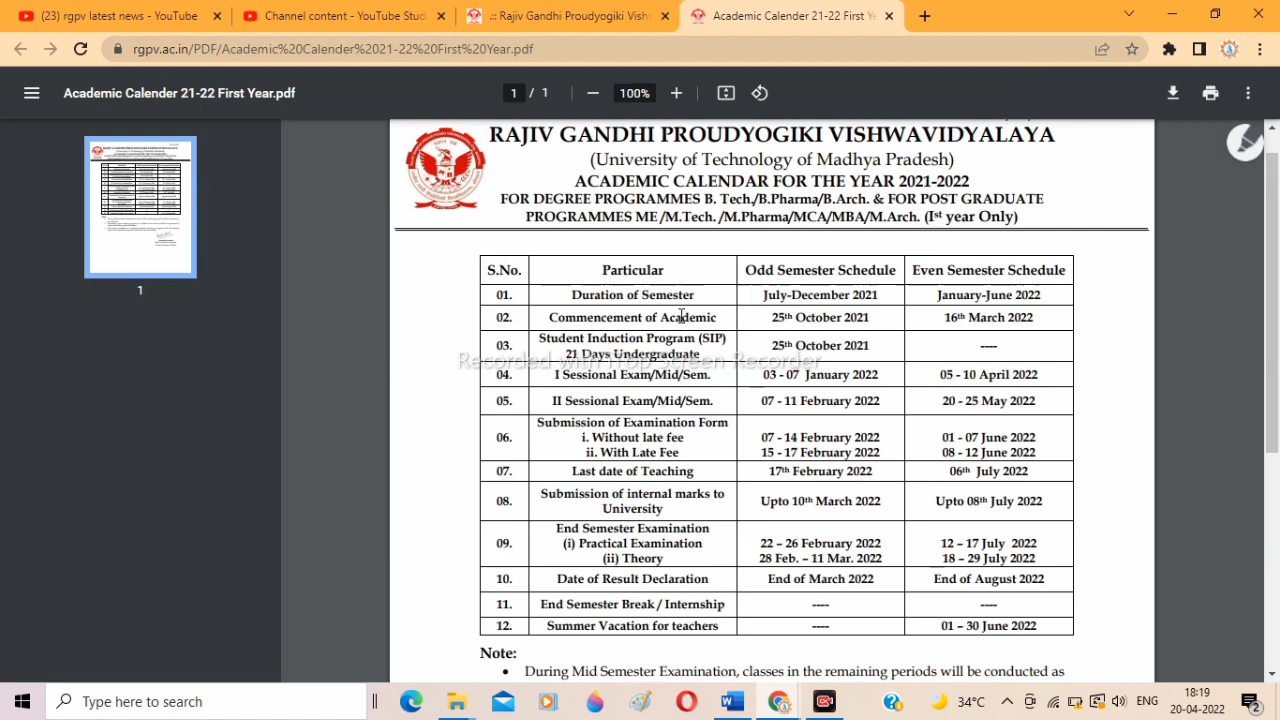 (23) rgpv latest news - YouTube
Channel content - YouTube Stud
.:: Rajiv Gandhi Proudyogiki Vishw
Academic Calender 21-22 First Ye
rgpv.ac.in/PDF/Academic%20Calender%2021-22%20First%20Year.pdf
Academic Calender 21-22 First Year.pdf
1 / 1
100%
RAJIV GANDHI PROUDYOGIKI VISHWAVIDYALAYA
(University of Technology of Madhya Pradesh)
ACADEMIC CALENDAR FOR THE YEAR 2021-2022
FOR DEGREE PROGRAMMES B. Tech./B.Pharma/B.Arch. & FOR POST GRADUATE
PROGRAMMES ME /M.Tech. /M.Pharma/MCA/MBA/M.Arch. (Ist year Only)
1
S.No. Particular Odd Semester Schedule Even Semester Schedule
01. Duration of Semester July-December 2021 January-June 2022
02. Commencement of Academic 25th October 2021 16th March 2022
03. Student Induction Program (SIP) 25th October 2021 ----
21 Days Undergraduate
Recorded with iTop Screen Recorder
04. I Sessional Exam/Mid/Sem. 03 - 07 January 2022 05 - 10 April 2022
05. II Sessional Exam/Mid/Sem. 07 - 11 February 2022 20 - 25 May 2022
Submission of Examination Form
06. i. Without late fee 07 - 14 February 2022 01 - 07 June 2022
ii. With Late Fee 15 - 17 February 2022 08 - 12 June 2022
07. Last date of Teaching 17th February 2022 06th July 2022
08. Submission of internal marks to Upto 10th March 2022 Upto 08th July 2022
University
End Semester Examination
09. (i) Practical Examination 22 – 26 February 2022 12 – 17 July 2022
(ii) Theory 28 Feb. – 11 Mar. 2022 18 – 29 July 2022
10. Date of Result Declaration End of March 2022 End of August 2022
11. End Semester Break / Internship ---- ----
12. Summer Vacation for teachers ---- 01 – 30 June 2022
Note:
• During Mid Semester Examination, classes in the remaining periods will be conducted as
Type here to search
34°C
ENG
18:19
20-04-2022
2